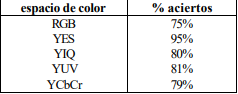 espacio de color % aciertos
RGB 75%
YES 95%
YIQ 80%
YUV 81%
YCbCr 79%